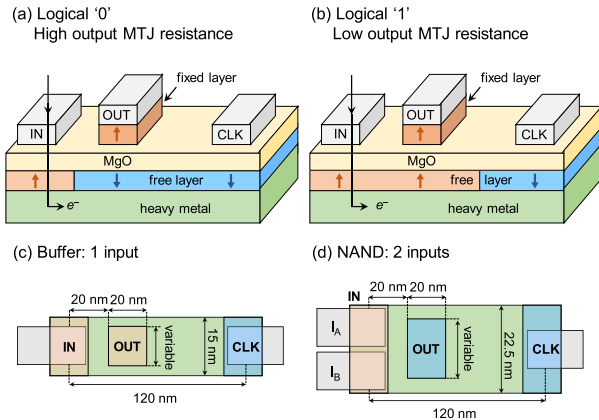 (a) Logical ‘0’
High output MTJ resistance
fixed layer
IN
OUT
CLK
MgO
free layer
e⁻
heavy metal
(b) Logical ‘1’
Low output MTJ resistance
fixed layer
IN
OUT
CLK
MgO
free layer
e⁻
heavy metal
(c) Buffer: 1 input
20 nm 20 nm
IN
OUT
variable
15 nm
CLK
120 nm
(d) NAND: 2 inputs
IN
20 nm 20 nm
I_A
I_B
OUT
variable
22.5 nm
CLK
120 nm